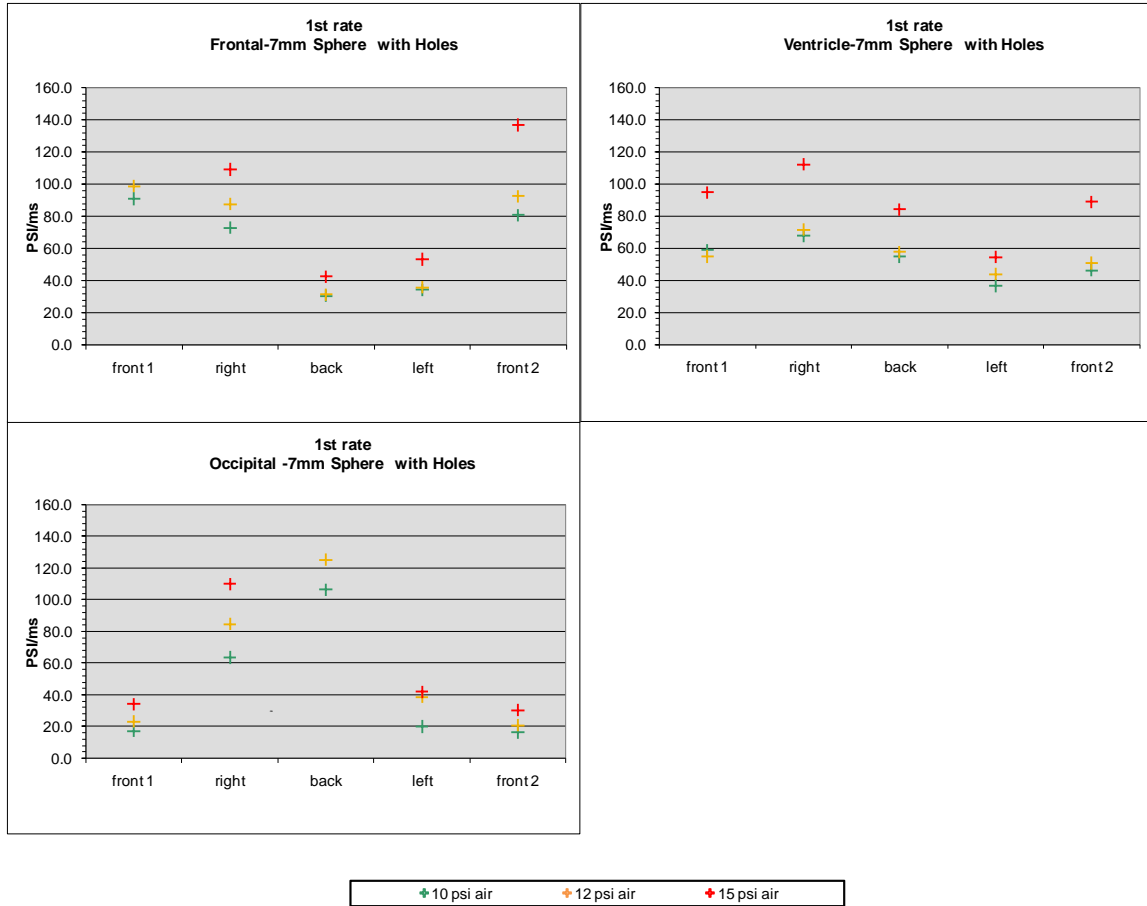 1st rate
Frontal-7mm Sphere with Holes
PSI/ms
160.0
140.0
120.0
100.0
80.0
60.0
40.0
20.0
0.0
front 1 right back left front 2
1st rate
Ventricle-7mm Sphere with Holes
PSI/ms
160.0
140.0
120.0
100.0
80.0
60.0
40.0
20.0
0.0
front 1 right back left front 2
1st rate
Occipital -7mm Sphere with Holes
PSI/ms
160.0
140.0
120.0
100.0
80.0
60.0
40.0
20.0
0.0
front 1 right back left front 2
10 psi air 12 psi air 15 psi air